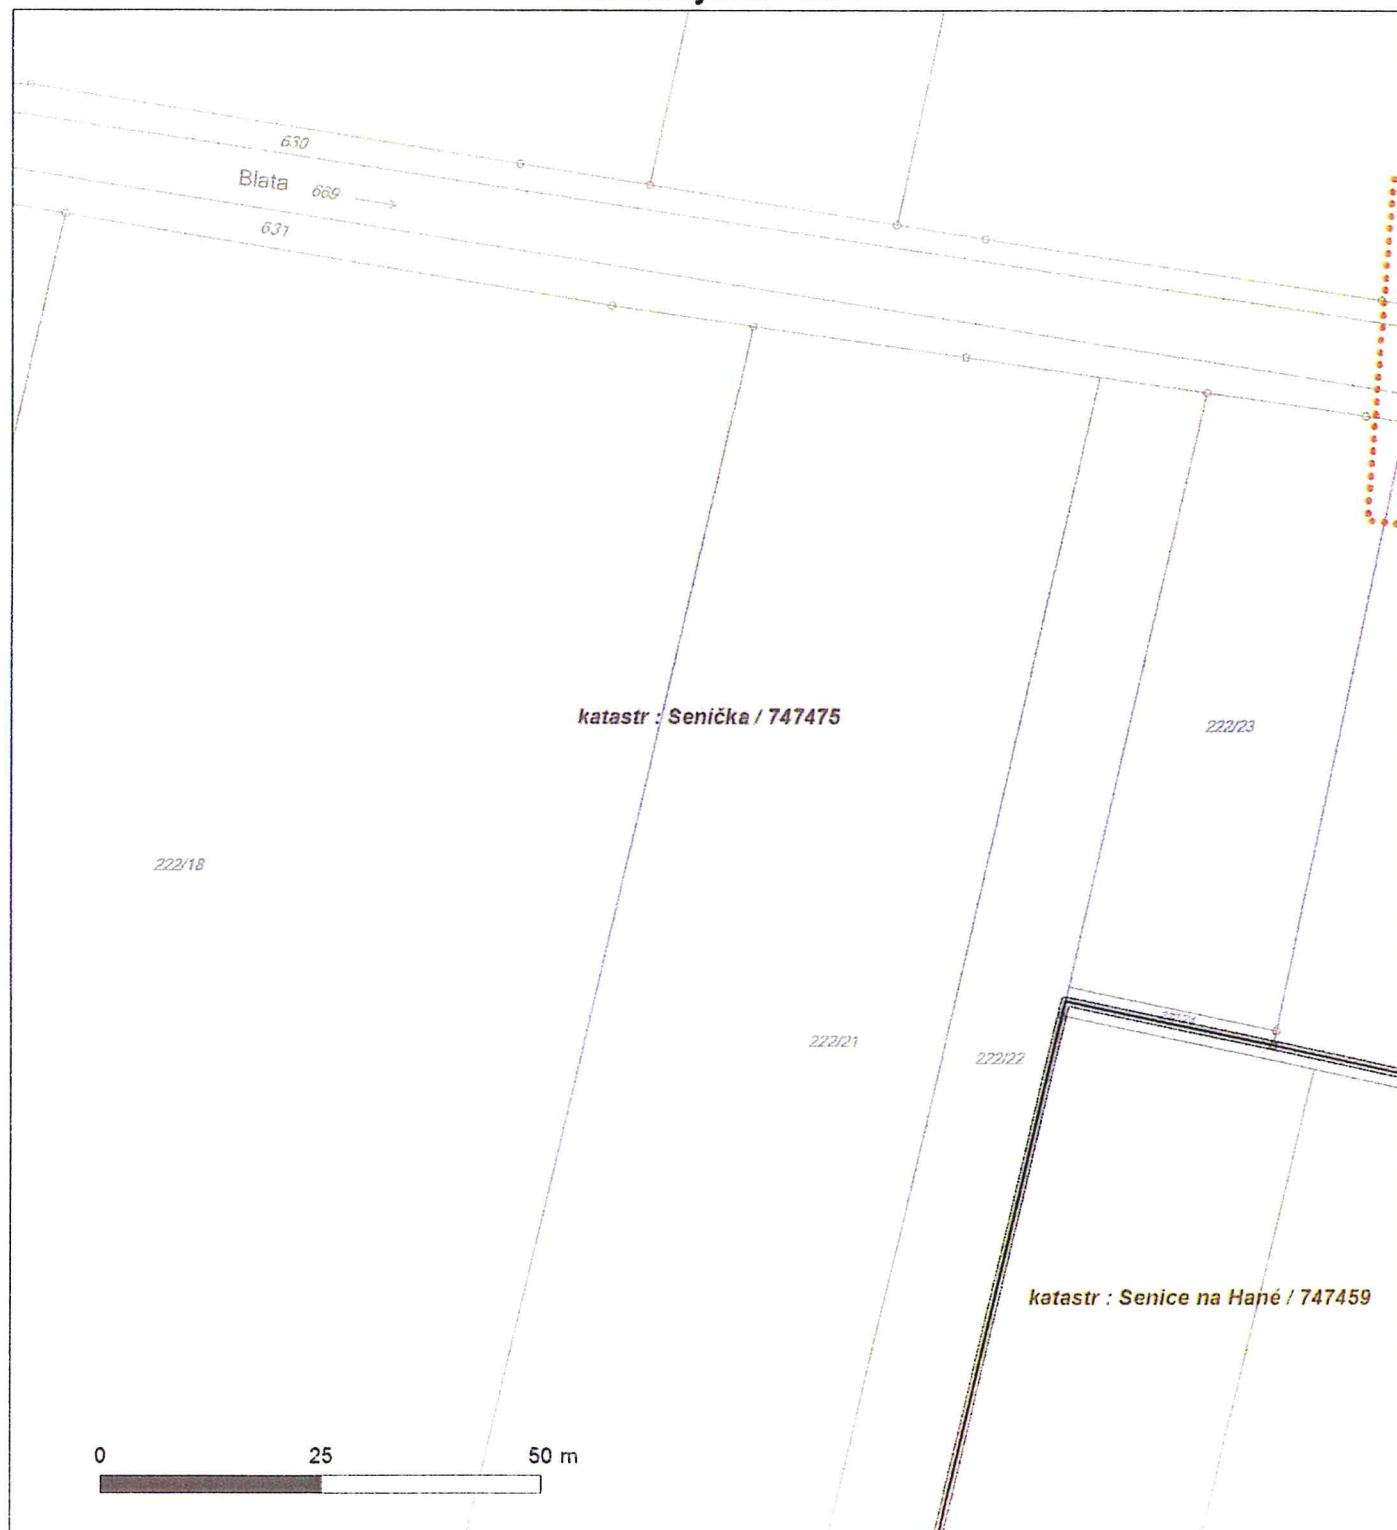 630
Blata 669
631
katastr : Senička / 747475
222/23
222/18
222/21
222/22
katastr : Senice na Hané / 747459
0 25 50 m